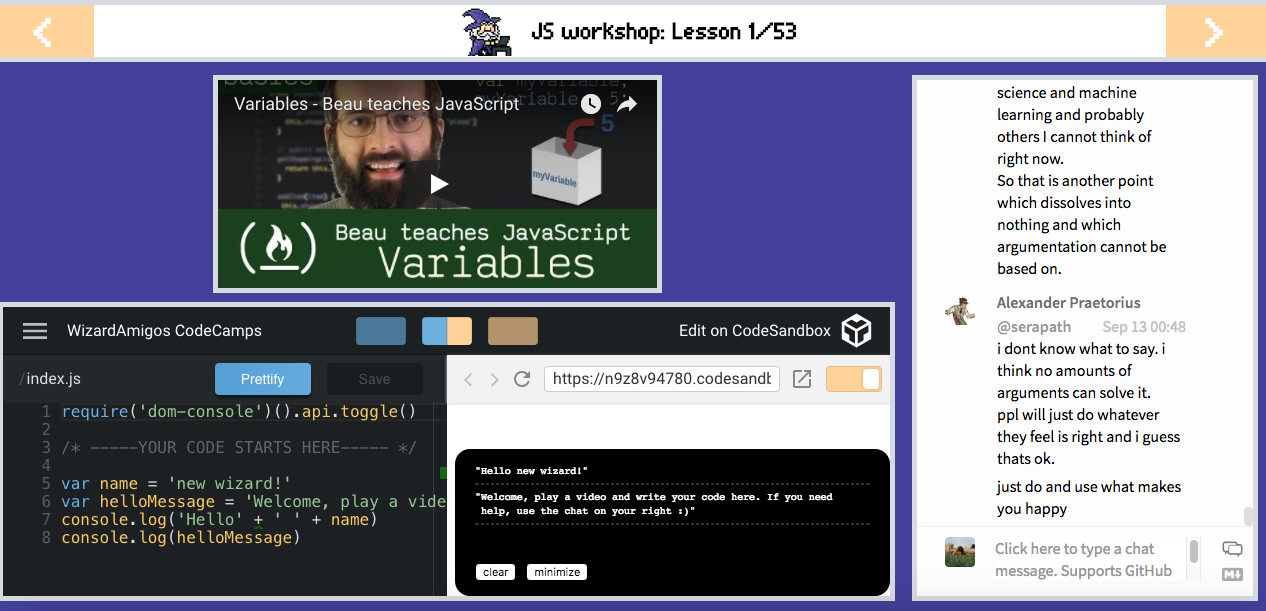 JS workshop: Lesson 1/53
basics
var myVariable;
myVariable 5;
Variables - Beau teaches JavaScript
5
myVariable
Beau teaches JavaScript
Variables
WizardAmigos CodeCamps
Edit on CodeSandbox
/index.js
Prettify
Save
https://n9z8v94780.codesandb
1 require('dom-console')().api.toggle()
2
3 /* -----YOUR CODE STARTS HERE----- */
4
5 var name = 'new wizard!'
6 var helloMessage = 'Welcome, play a vide
7 console.log('Hello' + ' ' + name)
8 console.log(helloMessage)
"Hello new wizard!"
"Welcome, play a video and write your code here. If you need
help, use the chat on your right :)"
clear
minimize
science and machine
learning and probably
others I cannot think of
right now.
So that is another point
which dissolves into
nothing and which
argumentation cannot be
based on.
Alexander Praetorius
@serapath Sep 13 00:48
i dont know what to say. i
think no amounts of
arguments can solve it.
ppl will just do whatever
they feel is right and i guess
thats ok.
just do and use what makes
you happy
Click here to type a chat
message. Supports GitHub
M↓